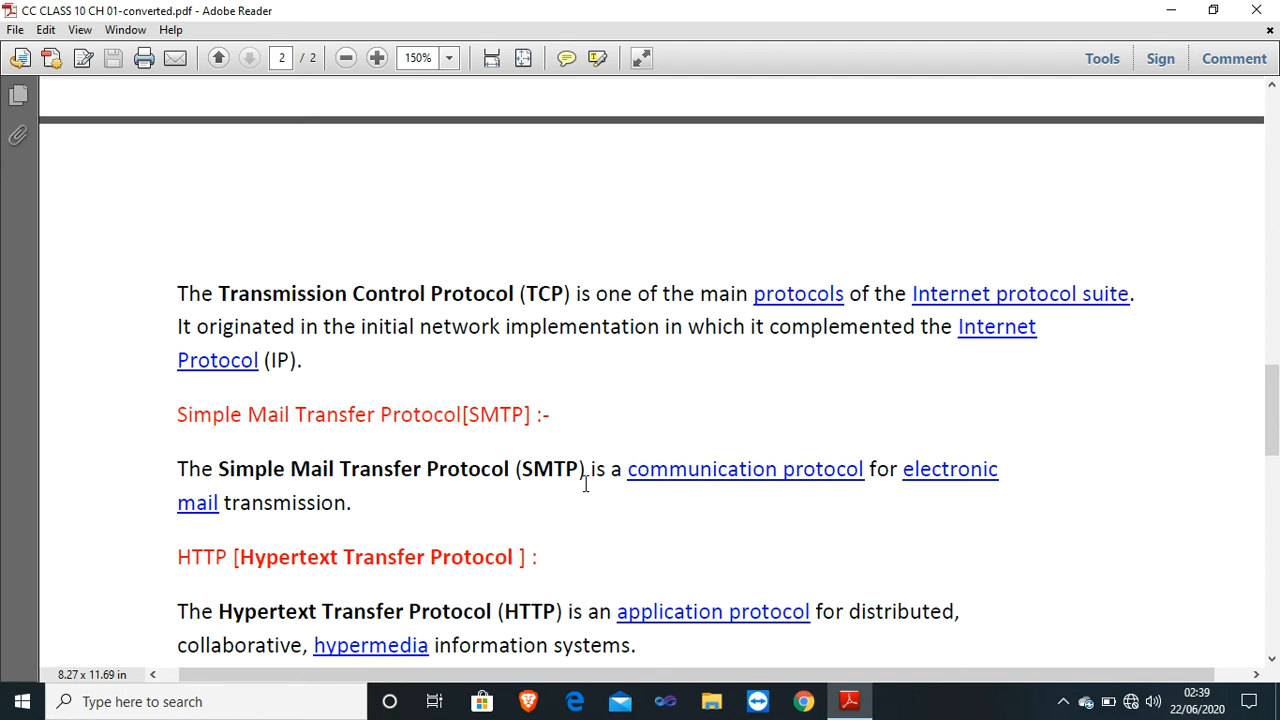 CC CLASS 10 CH 01-converted.pdf - Adobe Reader
File Edit View Window Help
2 / 2 150% Tools Sign Comment
The Transmission Control Protocol (TCP) is one of the main protocols of the Internet protocol suite.
It originated in the initial network implementation in which it complemented the Internet
Protocol (IP).
Simple Mail Transfer Protocol[SMTP] :-
The Simple Mail Transfer Protocol (SMTP) is a communication protocol for electronic
mail transmission.
HTTP [Hypertext Transfer Protocol ] :
The Hypertext Transfer Protocol (HTTP) is an application protocol for distributed,
collaborative, hypermedia information systems.
8.27 x 11.69 in
Type here to search
02:39
22/06/2020